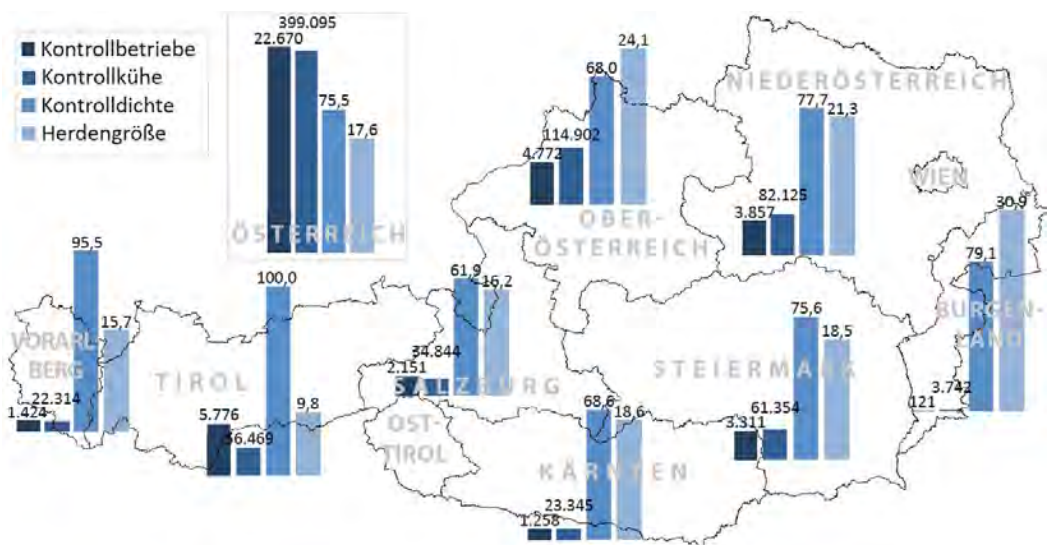 Kontrollbetriebe
Kontrollkühe
Kontrolldichte
Herdengröße
399.095
22.670
75,5
17,6
ÖSTERREICH
24,1
68,0
114.902
4.772
OBER-
ÖSTERREICH
NIEDERÖSTERREICH
77,7
21,3
82.125
3.857
WIEN
30,9
79,1
BURGEN-
LAND
3.742
121
95,5
15,7
VORARL-
BERG
22.314
1.424
100,0
TIROL
9,8
5.776
56.469
61,9
16,2
34.844
2.151
SALZBURG
OST-
TIROL
68,6
18,6
KÄRNTEN
23.345
1.258
75,6
18,5
STEIERMARK
61.354
3.311